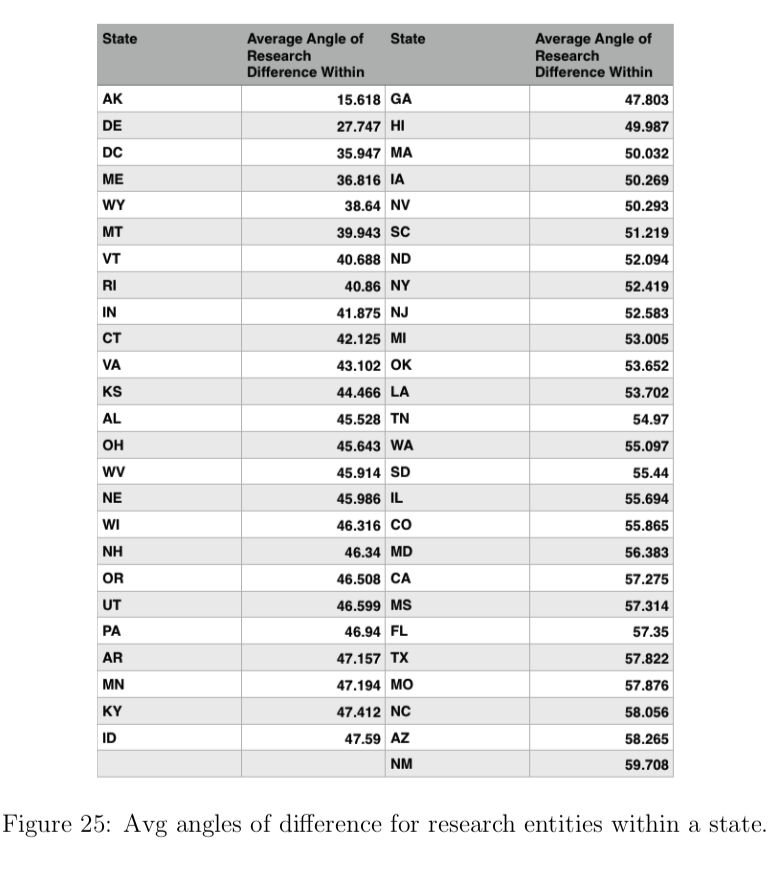 State Average Angle of Research Difference Within State Average Angle of Research Difference Within
AK 15.618 GA 47.803
DE 27.747 HI 49.987
DC 35.947 MA 50.032
ME 36.816 IA 50.269
WY 38.64 NV 50.293
MT 39.943 SC 51.219
VT 40.688 ND 52.094
RI 40.86 NY 52.419
IN 41.875 NJ 52.583
CT 42.125 MI 53.005
VA 43.102 OK 53.652
KS 44.466 LA 53.702
AL 45.528 TN 54.97
OH 45.643 WA 55.097
WV 45.914 SD 55.44
NE 45.986 IL 55.694
WI 46.316 CO 55.865
NH 46.34 MD 56.383
OR 46.508 CA 57.275
UT 46.599 MS 57.314
PA 46.94 FL 57.35
AR 47.157 TX 57.822
MN 47.194 MO 57.876
KY 47.412 NC 58.056
ID 47.59 AZ 58.265
NM 59.708
Figure 25: Avg angles of difference for research entities within a state.